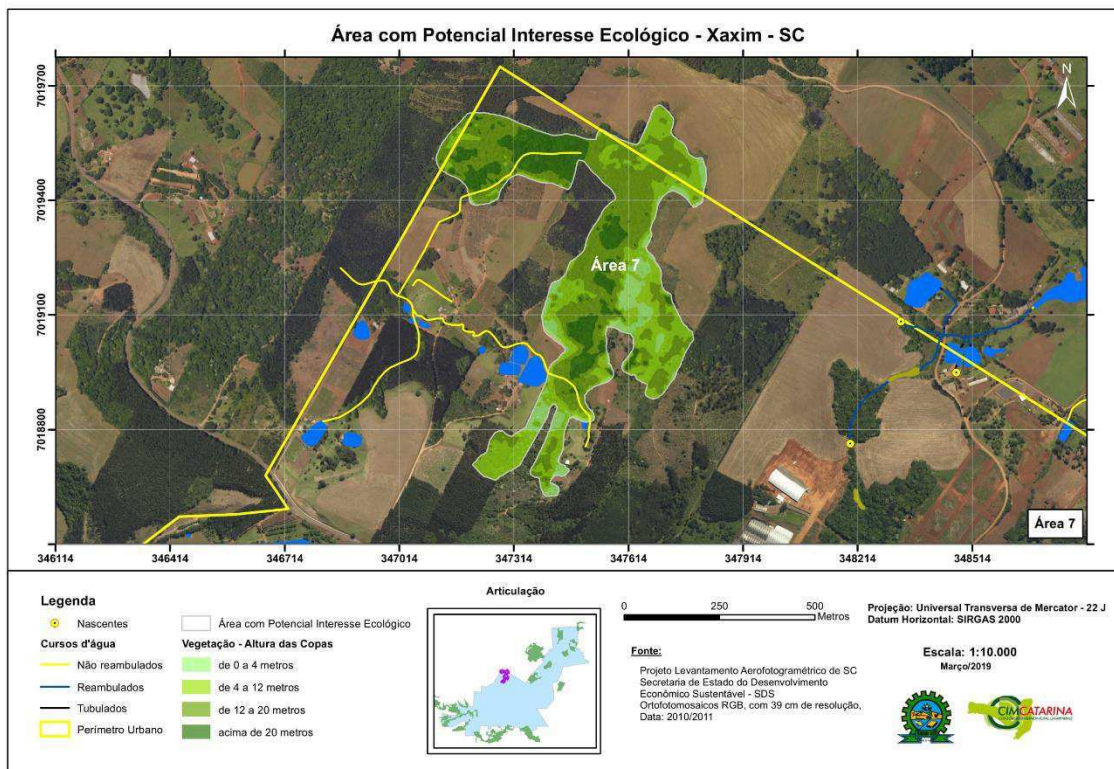 Área com Potencial Interesse Ecológico - Xaxim - SC
N
7019700
7019400
7019100
7018800
Área 7
Área 7
346114
346414
346714
347014
347314
347614
347914
348214
348514
Legenda
Nascentes
Cursos d'água
Não reambulados
Reambulados
Tubulados
Perímetro Urbano
Área com Potencial Interesse Ecológico
Vegetação - Altura das Copas
de 0 a 4 metros
de 4 a 12 metros
de 12 a 20 metros
acima de 20 metros
Articulação
0 250 500
Metros
Fonte:
Projeto Levantamento Aerofotogramétrico de SC
Secretaria de Estado do Desenvolvimento
Econômico Sustentável - SDS
Ortofotomosaicos RGB, com 39 cm de resolução,
Data: 2010/2011
Projeção: Universal Transversa de Mercator - 22 J
Datum Horizontal: SIRGAS 2000
Escala: 1:10.000
Março/2019
CIMCATARINA